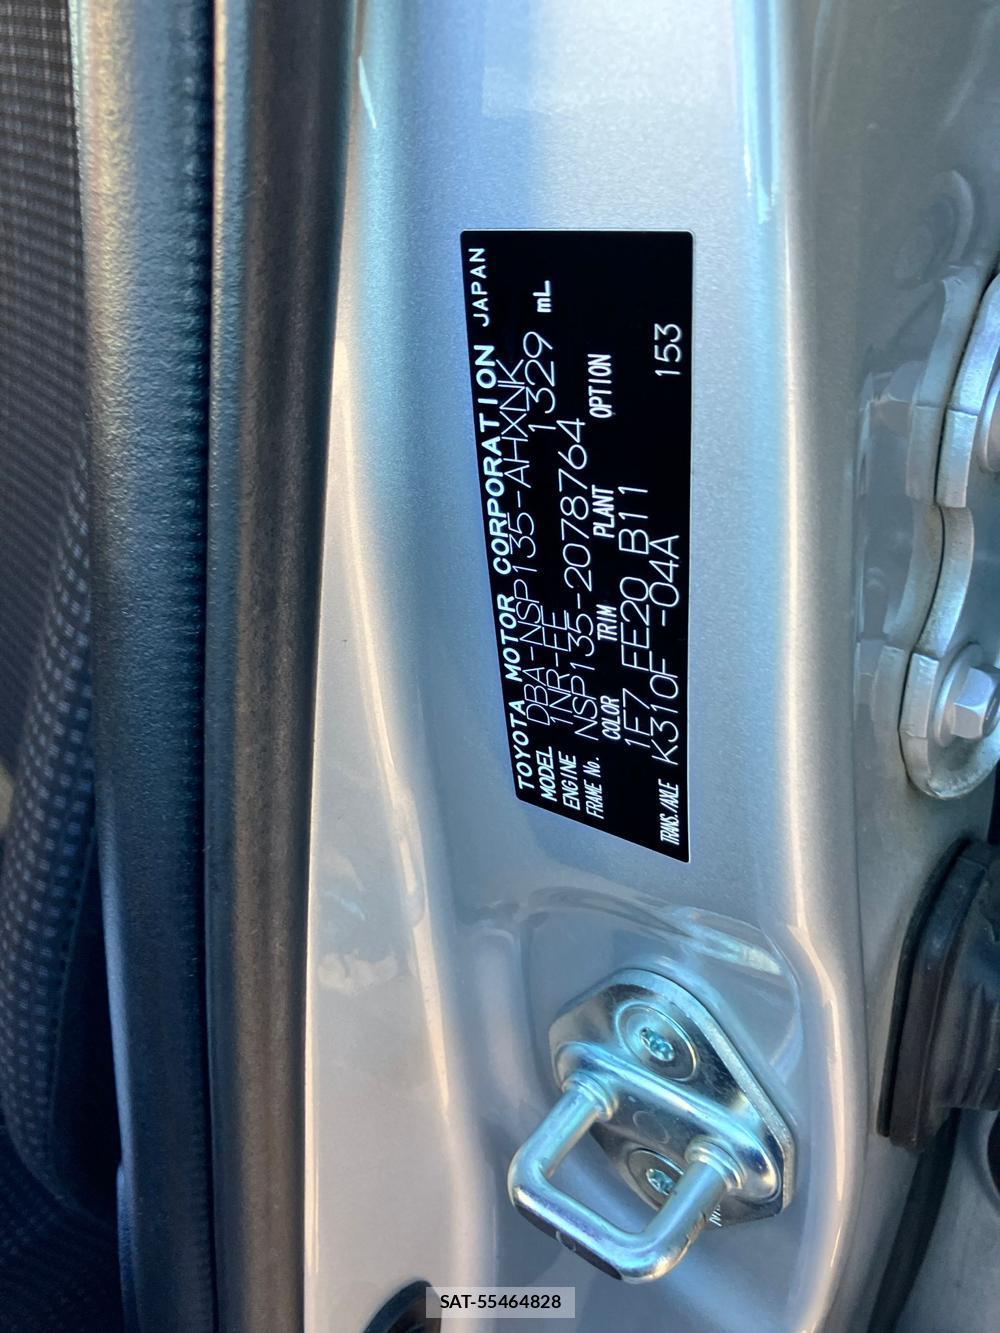 TOYOTA MOTOR CORPORATION JAPAN
MODEL DBA-NSP135-AHXNK
ENGINE 1NR-FE 1329 mL
FRAME No. NSP135-2078764
COLOR TRIM PLANT OPTION
1F7 FE20 B11
TRANS./AXLE K310F -04A 153
SAT-55464828